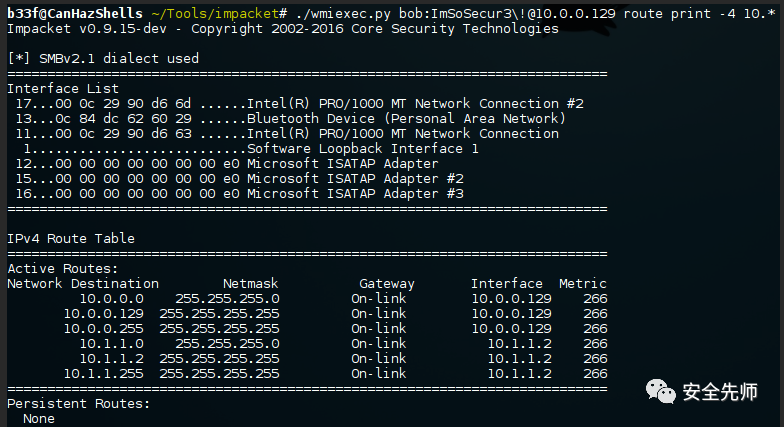 b33f@CanHazShells ~/Tools/impacket# ./wmiexec.py bob:ImSoSecur3\!@10.0.0.129 route print -4 10.*
Impacket v0.9.15-dev - Copyright 2002-2016 Core Security Technologies
[*] SMBv2.1 dialect used
===========================================================================
Interface List
 17...00 0c 29 90 d6 6d ......Intel(R) PRO/1000 MT Network Connection #2
 13...0c 84 dc 62 60 29 ......Bluetooth Device (Personal Area Network)
 11...00 0c 29 90 d6 63 ......Intel(R) PRO/1000 MT Network Connection
  1...........................Software Loopback Interface 1
 12...00 00 00 00 00 00 00 e0 Microsoft ISATAP Adapter
 15...00 00 00 00 00 00 00 e0 Microsoft ISATAP Adapter #2
 16...00 00 00 00 00 00 00 e0 Microsoft ISATAP Adapter #3
===========================================================================
IPv4 Route Table
===========================================================================
Active Routes:
Network Destination        Netmask          Gateway       Interface  Metric
         10.0.0.0    255.255.255.0         On-link        10.0.0.129    266
       10.0.0.129  255.255.255.255         On-link        10.0.0.129    266
       10.0.0.255  255.255.255.255         On-link        10.0.0.129    266
         10.1.1.0    255.255.255.0         On-link          10.1.1.2    266
         10.1.1.2  255.255.255.255         On-link          10.1.1.2    266
       10.1.1.255  255.255.255.255         On-link          10.1.1.2    266
===========================================================================
Persistent Routes:
  None
安全先师